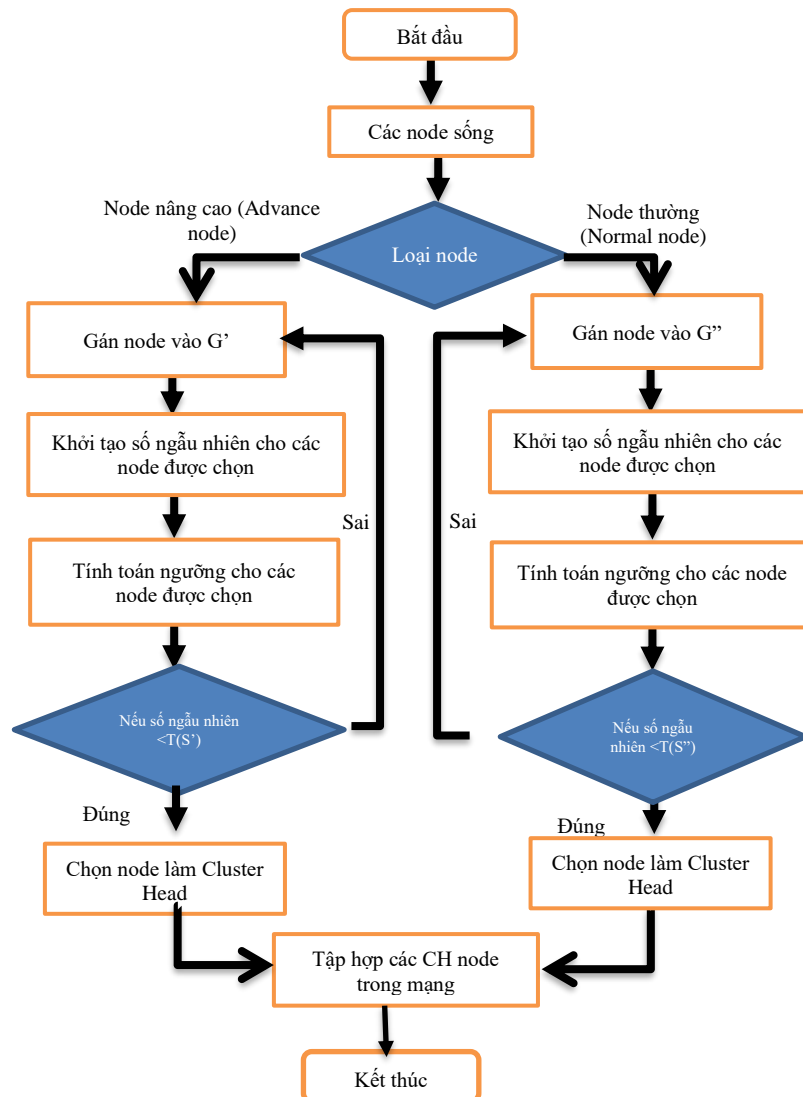 Bắt đầu
Các node sống
Node nâng cao (Advance
node)
Node thường
(Normal node)
Loại node
Gán node vào G’
Gán node vào G”
Khởi tạo số ngẫu nhiên cho các
node được chọn
Khởi tạo số ngẫu nhiên cho các
node được chọn
Sai
Sai
Tính toán ngưỡng cho các
node được chọn
Tính toán ngưỡng cho các node
được chọn
Nếu số ngẫu nhiên
<T(S’)
Nếu số ngẫu
nhiên <T(S”)
Đúng
Đúng
Chọn node làm Cluster
Head
Chọn node làm Cluster
Head
Tập hợp các CH node
trong mạng
Kết thúc